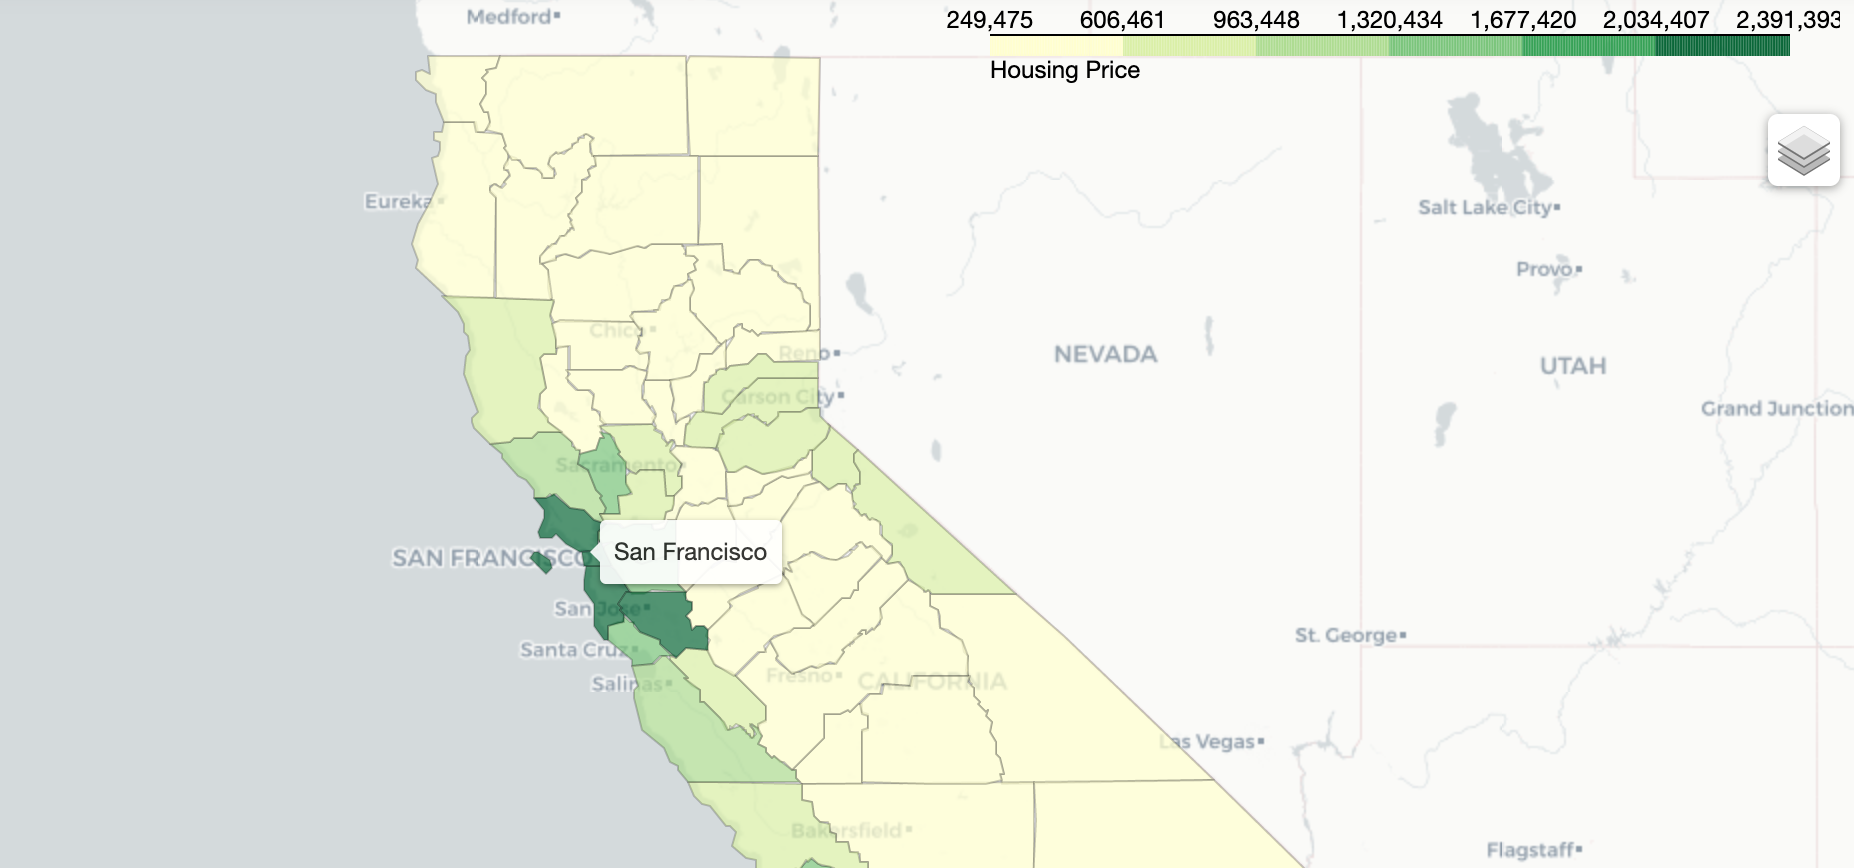 Medford
249,475 606,461 963,448 1,320,434 1,677,420 2,034,407 2,391,393
Housing Price
Eureka
Salt Lake City
Provo
Chico
Reno
NEVADA
UTAH
Carson City
Grand Junction
Sacramento
SAN FRANCISCO
San Francisco
San Jose
St. George
Santa Cruz
Salinas
Fresno
CALIFORNIA
Las Vegas
Bakersfield
Flagstaff